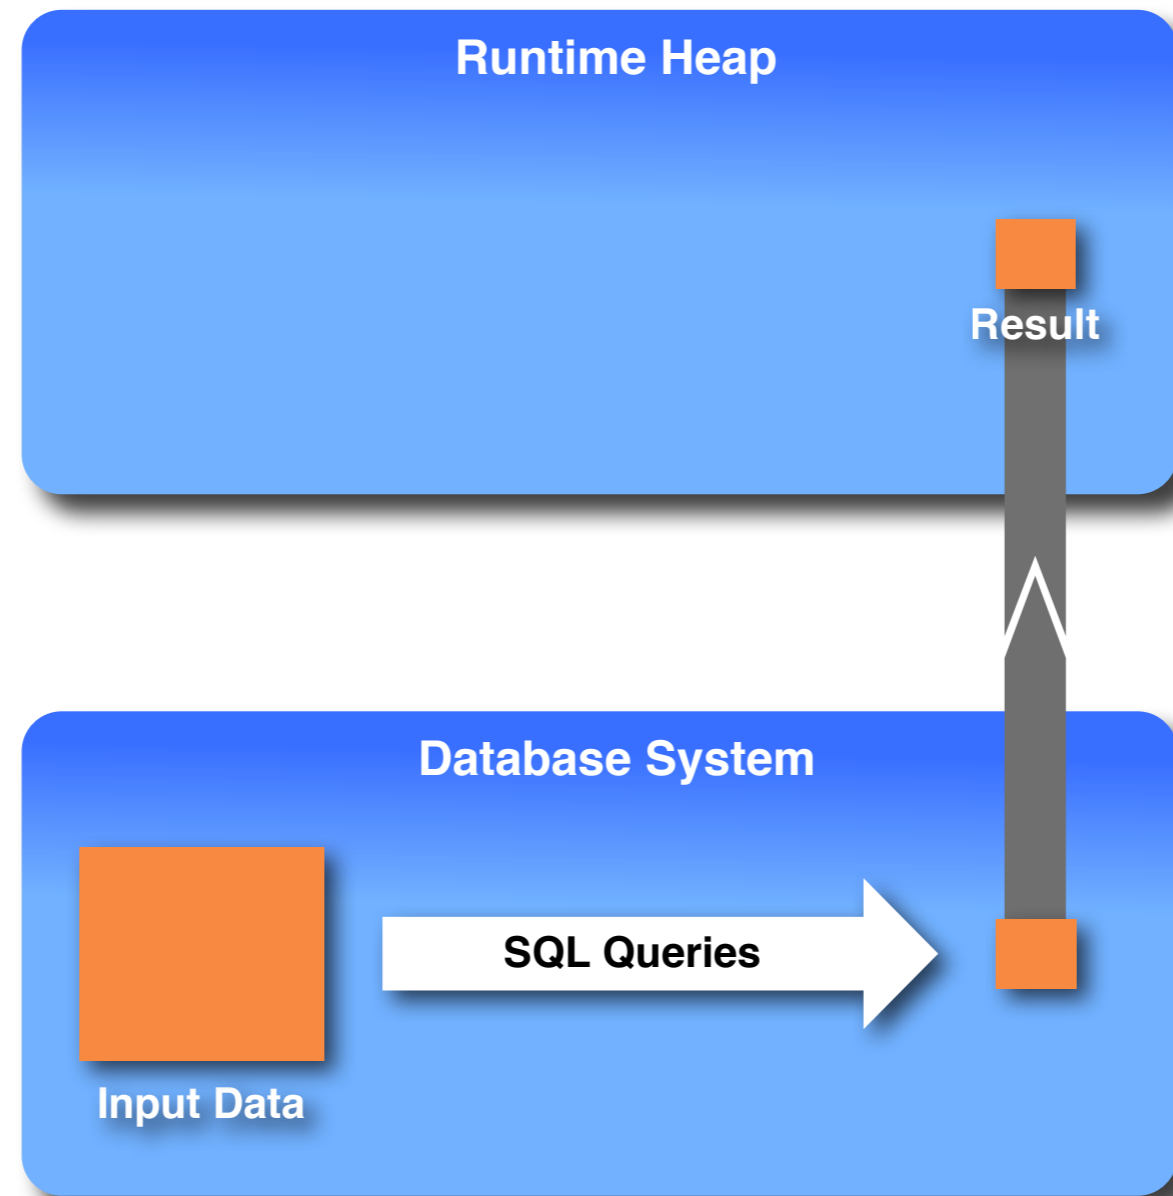 Runtime Heap
Result
Database System
SQL Queries
Input Data